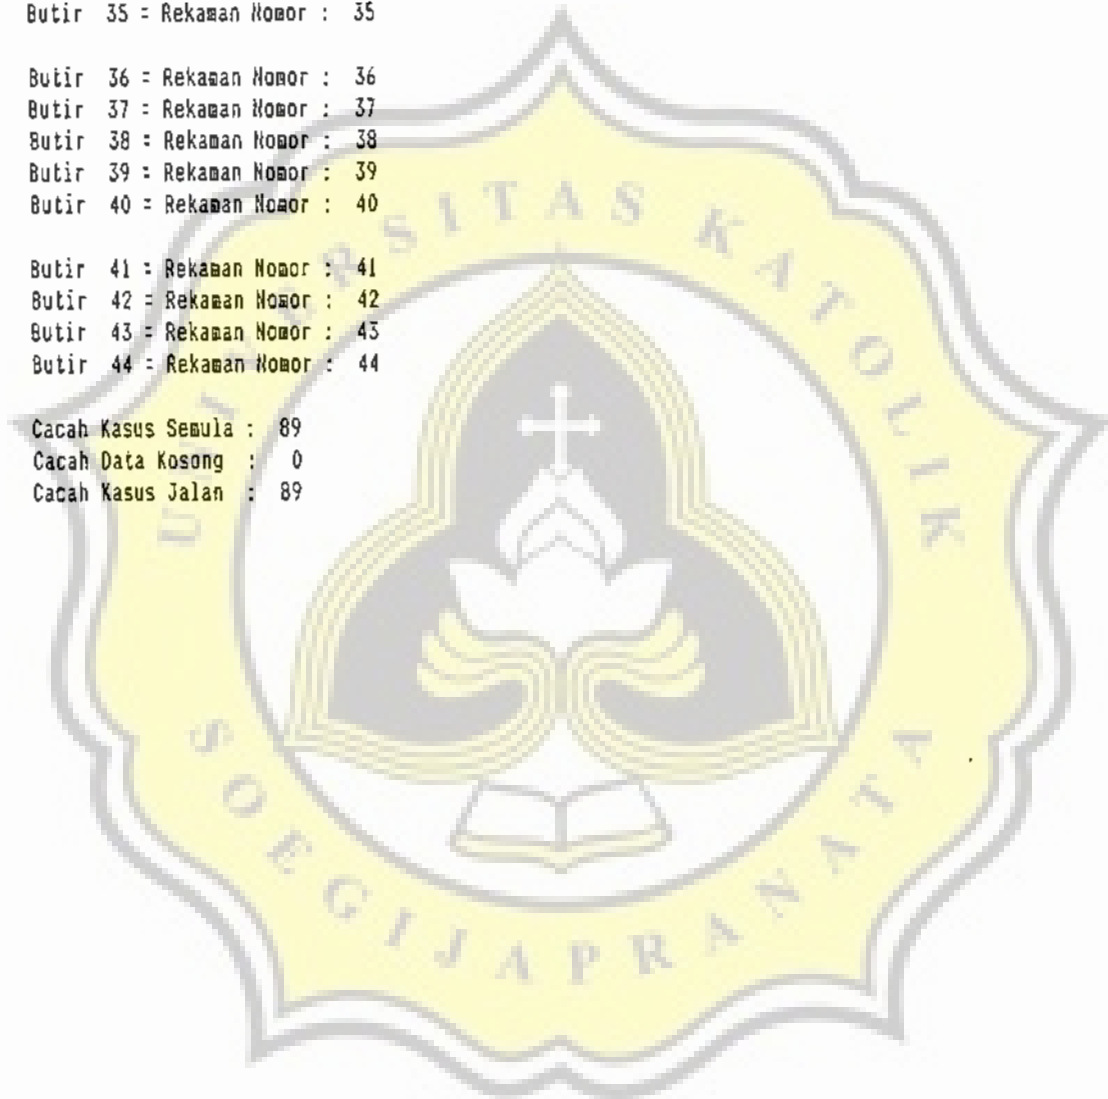 Butir  35 = Rekaman Nomor :  35
Butir  36 = Rekaman Nomor :  36
Butir  37 = Rekaman Nomor :  37
Butir  38 = Rekaman Nomor :  38
Butir  39 = Rekaman Nomor :  39
Butir  40 = Rekaman Nomor :  40
Butir  41 = Rekaman Nomor :  41
Butir  42 = Rekaman Nomor :  42
Butir  43 = Rekaman Nomor :  43
Butir  44 = Rekaman Nomor :  44
Cacah Kasus Semula :  89
Cacah Data Kosong  :  0
Cacah Kasus Jalan  :  89
UNIVERSITAS KATOLIK
SOEGIJAPRANATA